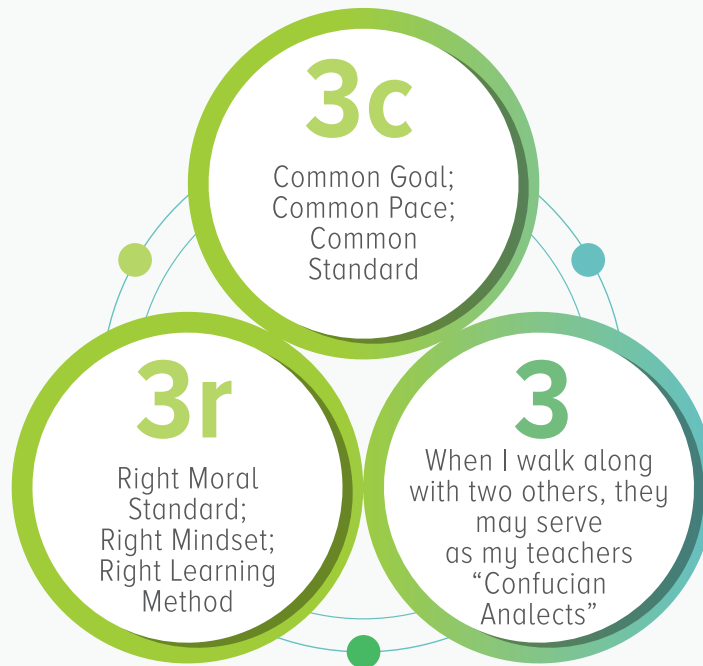 3c
Common Goal;
Common Pace;
Common
Standard
3r
Right Moral
Standard;
Right Mindset;
Right Learning
Method
3
When I walk along
with two others, they
may serve
as my teachers
“Confucian
Analects”